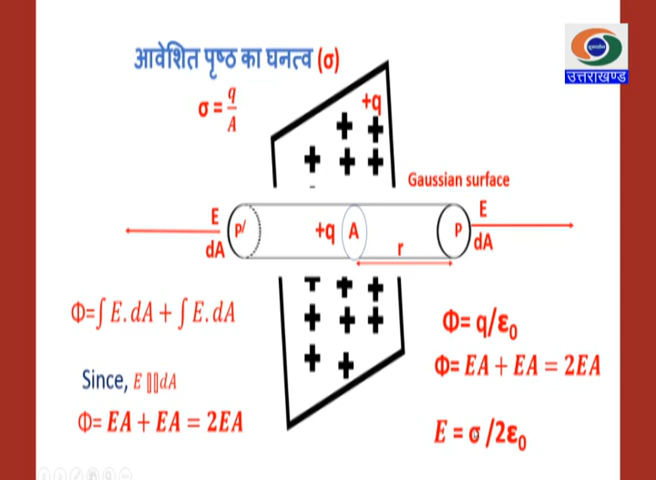 आवेशित पृष्ठ का घनत्व (σ)
उत्तराखण्ड
σ = q/A
+q
Gaussian surface
E
dA
p/
+q
A
r
P
E
dA
Φ=∫ E.dA + ∫ E.dA
Since, E ∥∥dA
Φ= EA + EA = 2EA
Φ= q/ε₀
Φ= EA + EA = 2EA
E = σ /2ε₀